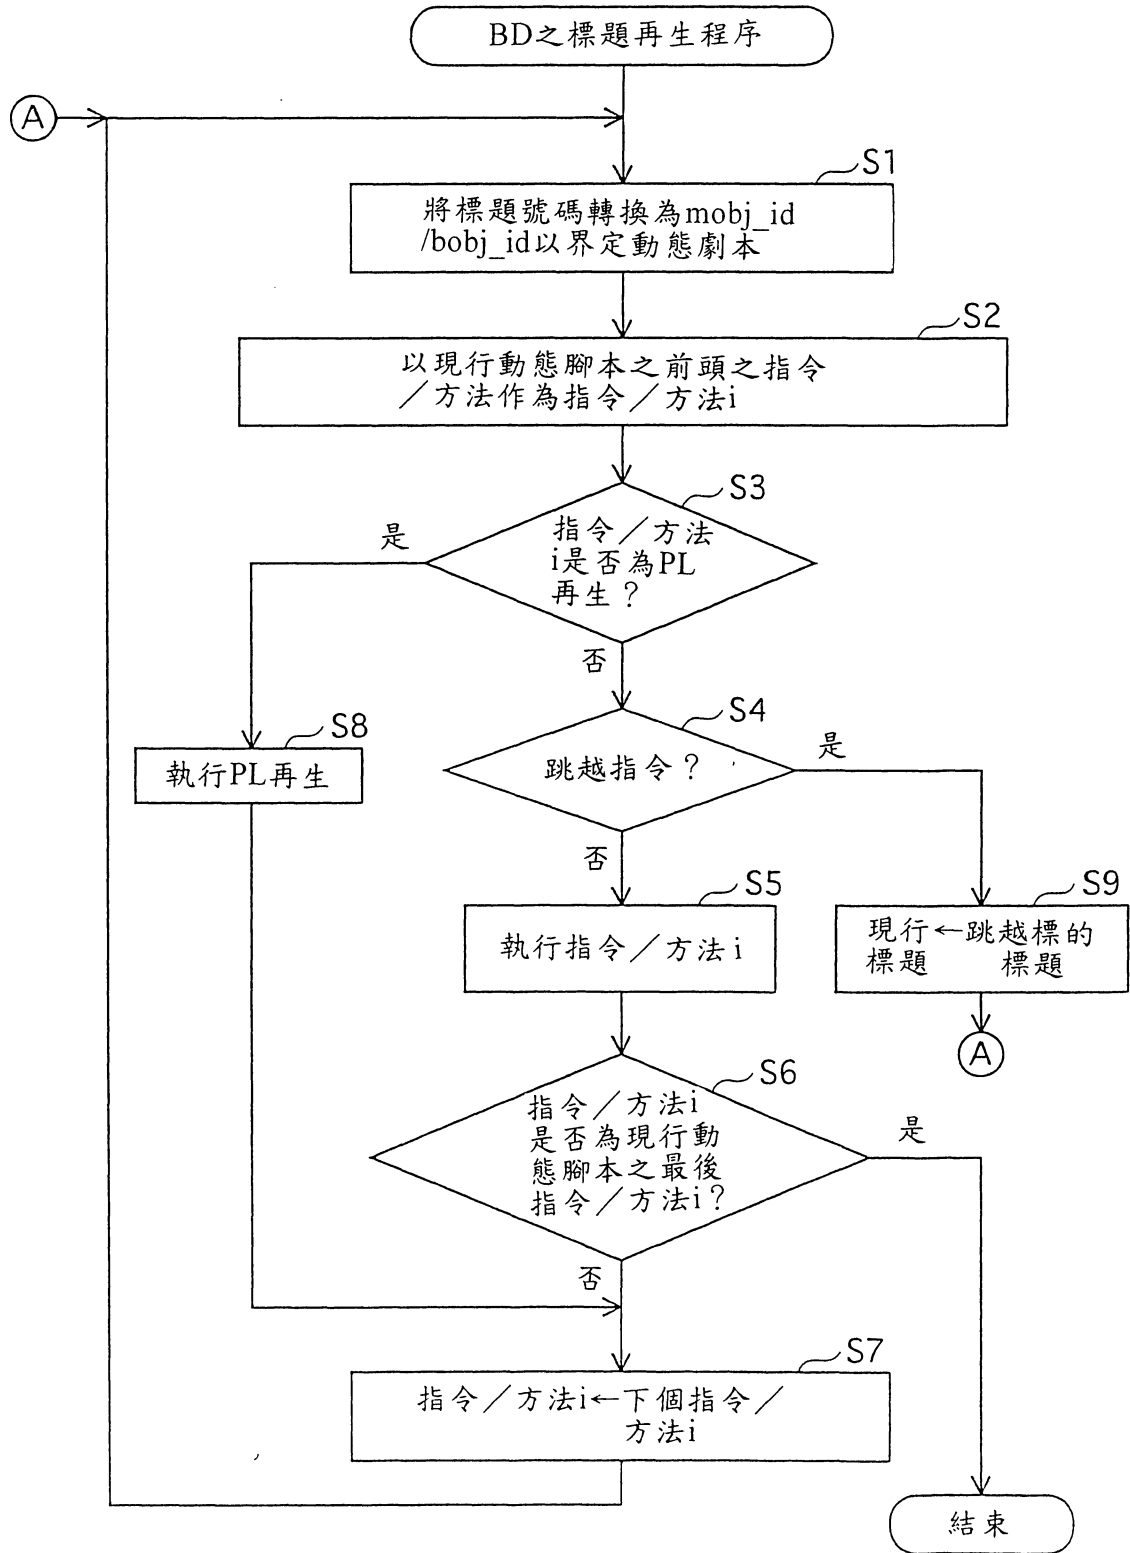 BD之標題再生程序
A
S1
將標題號碼轉換為mobj_id
/bobj_id以界定動態劇本
S2
以現行動態腳本之前頭之指令
／方法作為指令／方法i
S3
指令／方法
i是否為PL
再生？
是
否
S8
執行PL再生
S4
跳越指令？
是
否
S5
執行指令／方法i
S9
現行←跳越標的
標題 標題
A
S6
指令／方法i
是否為現行動
態腳本之最後
指令／方法i？
是
否
S7
指令／方法i←下個指令／
方法i
結束